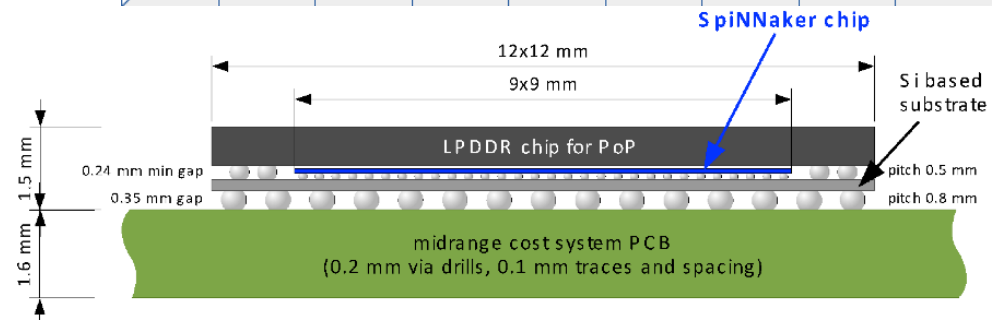 SpiNNaker chip
12x12 mm
9x9 mm
Si based
substrate
LPDDR chip for PoP
1.5 mm
0.24 mm min gap
pitch 0.5 mm
0.35 mm gap
pitch 0.8 mm
1.6 mm
midrange cost system PCB
(0.2 mm via drills, 0.1 mm traces and spacing)